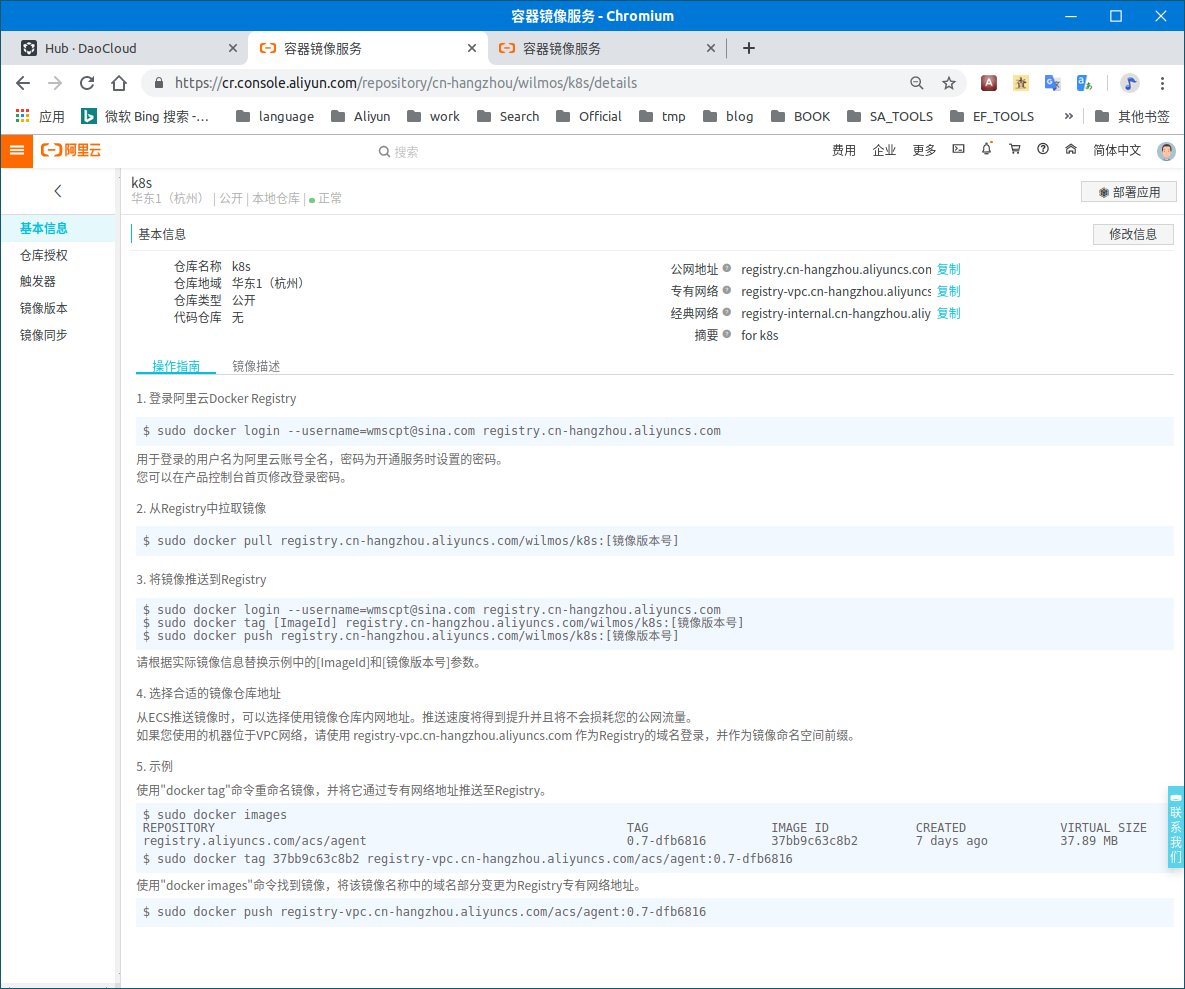 容器镜像服务 - Chromium
Hub · DaoCloud
容器镜像服务
容器镜像服务
https://cr.console.aliyun.com/repository/cn-hangzhou/wilmos/k8s/details
应用
微软 Bing 搜索 -...
language
Aliyun
work
Search
Official
tmp
blog
BOOK
SA_TOOLS
EF_TOOLS
»
其他书签
阿里云
搜索
费用
企业
更多
简体中文
k8s
华东1（杭州） | 公开 | 本地仓库 | 正常
部署应用
基本信息
仓库授权
触发器
镜像版本
镜像同步
基本信息
修改信息
仓库名称 k8s
仓库地域 华东1（杭州）
仓库类型 公开
代码仓库 无
公网地址 registry.cn-hangzhou.aliyuncs.com 复制
专有网络 registry-vpc.cn-hangzhou.aliyuncs 复制
经典网络 registry-internal.cn-hangzhou.aliy 复制
摘要 for k8s
操作指南 镜像描述
1. 登录阿里云Docker Registry
$ sudo docker login --username=wmscpt@sina.com registry.cn-hangzhou.aliyuncs.com
用于登录的用户名为阿里云账号全名，密码为开通服务时设置的密码。
您可以在产品控制台首页修改登录密码。
2. 从Registry中拉取镜像
$ sudo docker pull registry.cn-hangzhou.aliyuncs.com/wilmos/k8s:[镜像版本号]
3. 将镜像推送到Registry
$ sudo docker login --username=wmscpt@sina.com registry.cn-hangzhou.aliyuncs.com
$ sudo docker tag [ImageId] registry.cn-hangzhou.aliyuncs.com/wilmos/k8s:[镜像版本号]
$ sudo docker push registry.cn-hangzhou.aliyuncs.com/wilmos/k8s:[镜像版本号]
请根据实际镜像信息替换示例中的[ImageId]和[镜像版本号]参数。
4. 选择合适的镜像仓库地址
从ECS推送镜像时，可以选择使用镜像仓库内网地址。推送速度将得到提升并且将不会损耗您的公网流量。
如果您使用的机器位于VPC网络，请使用 registry-vpc.cn-hangzhou.aliyuncs.com 作为Registry的域名登录，并作为镜像命名空间前缀。
5. 示例
使用"docker tag"命令重命名镜像，并将它通过专有网络地址推送至Registry。
$ sudo docker images
REPOSITORY TAG IMAGE ID CREATED VIRTUAL SIZE
registry.aliyuncs.com/acs/agent 0.7-dfb6816 37bb9c63c8b2 7 days ago 37.89 MB
$ sudo docker tag 37bb9c63c8b2 registry-vpc.cn-hangzhou.aliyuncs.com/acs/agent:0.7-dfb6816
使用"docker images"命令找到镜像，将该镜像名称中的域名部分变更为Registry专有网络地址。
$ sudo docker push registry-vpc.cn-hangzhou.aliyuncs.com/acs/agent:0.7-dfb6816
联系我们